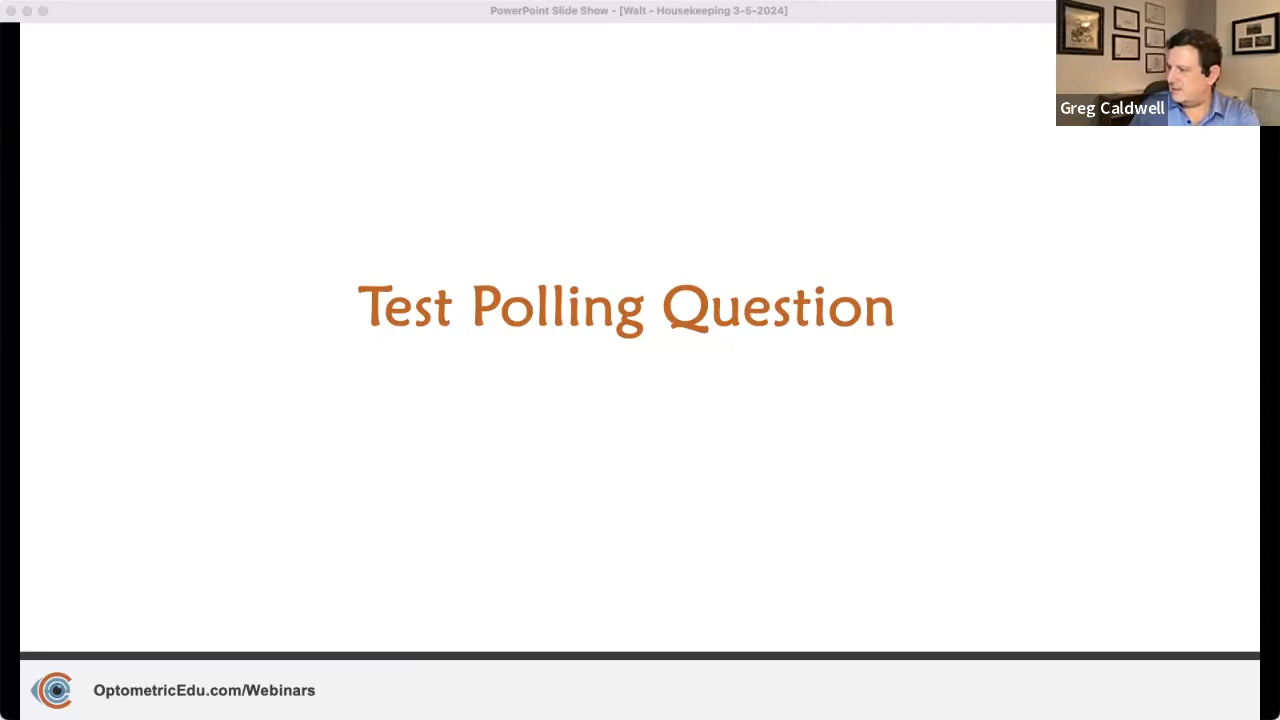 PowerPoint Slide Show - [Walt - Housekeeping 3-5-2024]
Greg Caldwell
Test Polling Question
OptometricEdu.com/Webinars